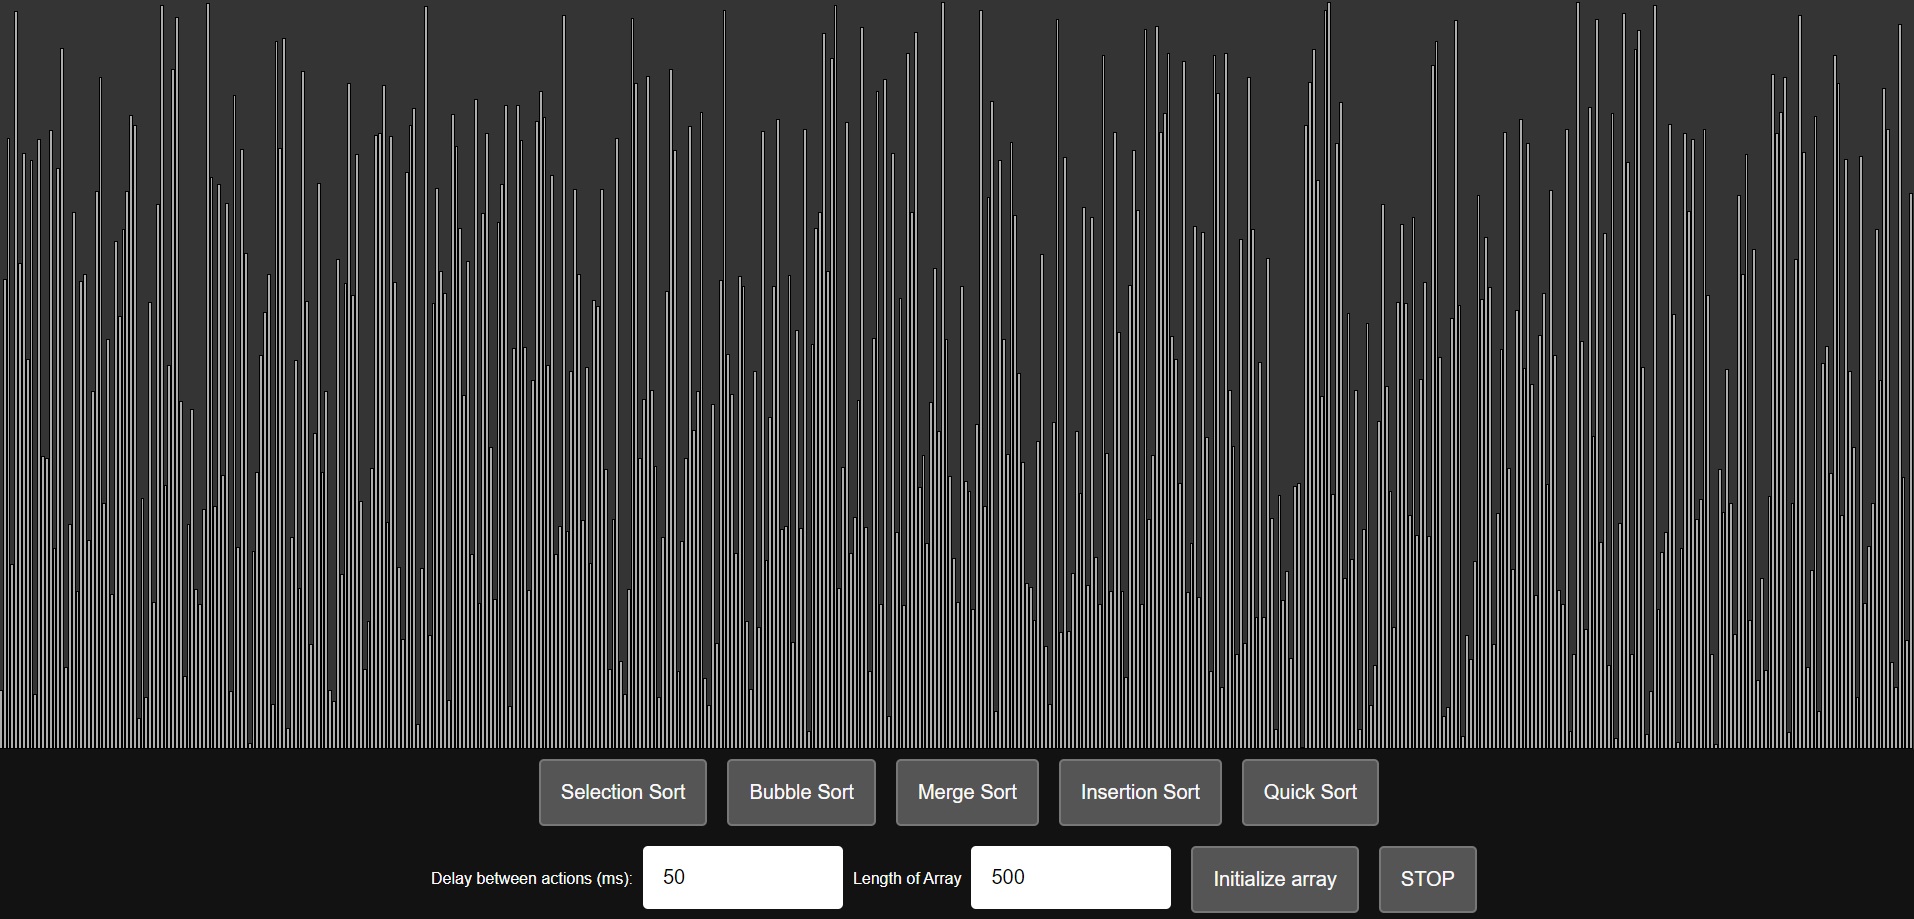 Selection Sort Bubble Sort Merge Sort Insertion Sort Quick Sort
Delay between actions (ms): 50 Length of Array 500 Initialize array STOP